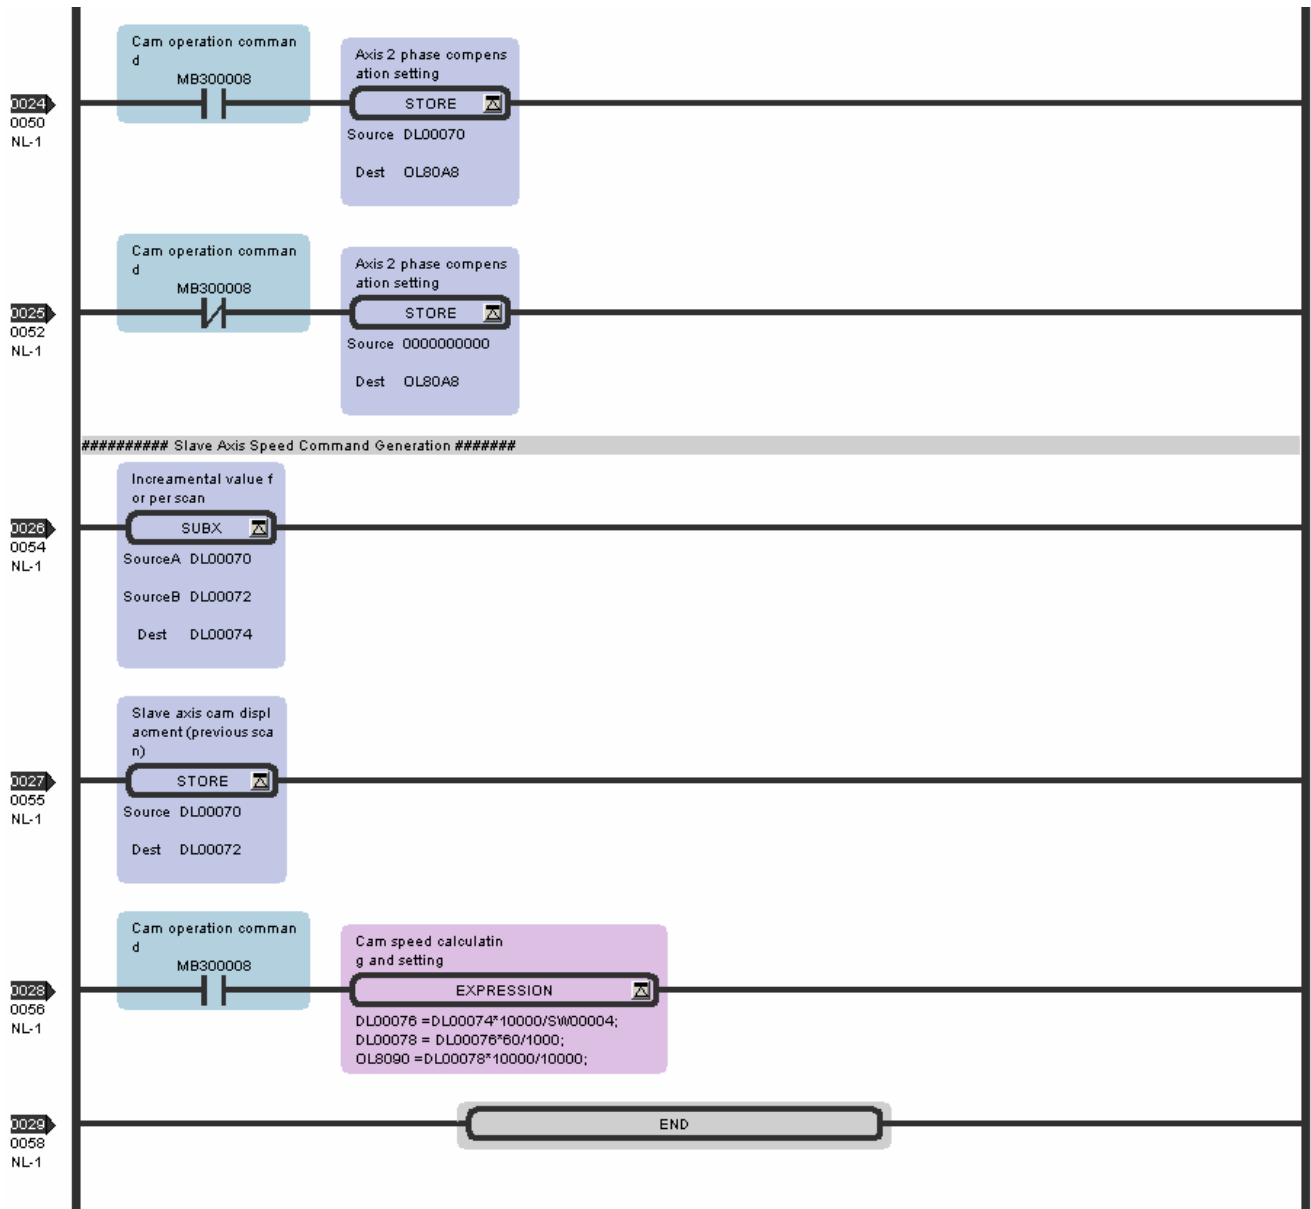 Cam operation comman
d
MB300008
Axis 2 phase compens
ation setting
STORE
Source DL00070
Dest OL80A8
0024
0050
NL-1
Cam operation comman
d
MB300008
Axis 2 phase compens
ation setting
STORE
Source 0000000000
Dest OL80A8
0025
0052
NL-1
########## Slave Axis Speed Command Generation #######
Increamental value f
or per scan
SUBX
SourceA DL00070
SourceB DL00072
Dest DL00074
0026
0054
NL-1
Slave axis cam displ
acment (previous sca
n)
STORE
Source DL00070
Dest DL00072
0027
0055
NL-1
Cam operation comman
d
MB300008
Cam speed calculatin
g and setting
EXPRESSION
DL00076 =DL00074*10000/SW00004;
DL00078 = DL00076*60/1000;
OL8090 =DL00078*10000/10000;
0028
0056
NL-1
END
0029
0058
NL-1